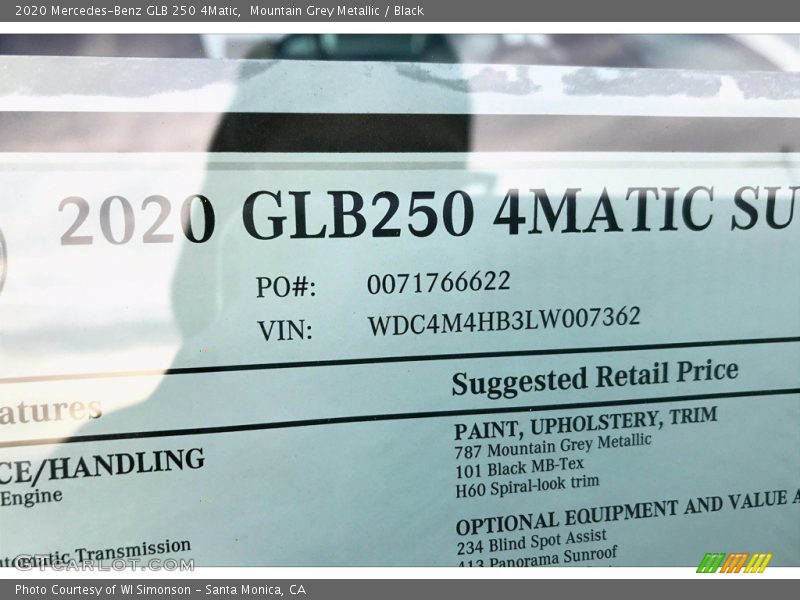 2020 Mercedes-Benz GLB 250 4Matic, Mountain Grey Metallic / Black
2020 GLB250 4MATIC SU
PO#: 0071766622
VIN: WDC4M4HB3LW007362
atures
Suggested Retail Price
CE/HANDLING
Engine
PAINT, UPHOLSTERY, TRIM
787 Mountain Grey Metallic
101 Black MB-Tex
H60 Spiral-look trim
OPTIONAL EQUIPMENT AND VALUE A
234 Blind Spot Assist
413 Panorama Sunroof
utomatic Transmission
GTCARLOT.COM
Photo Courtesy of WI Simonson - Santa Monica, CA